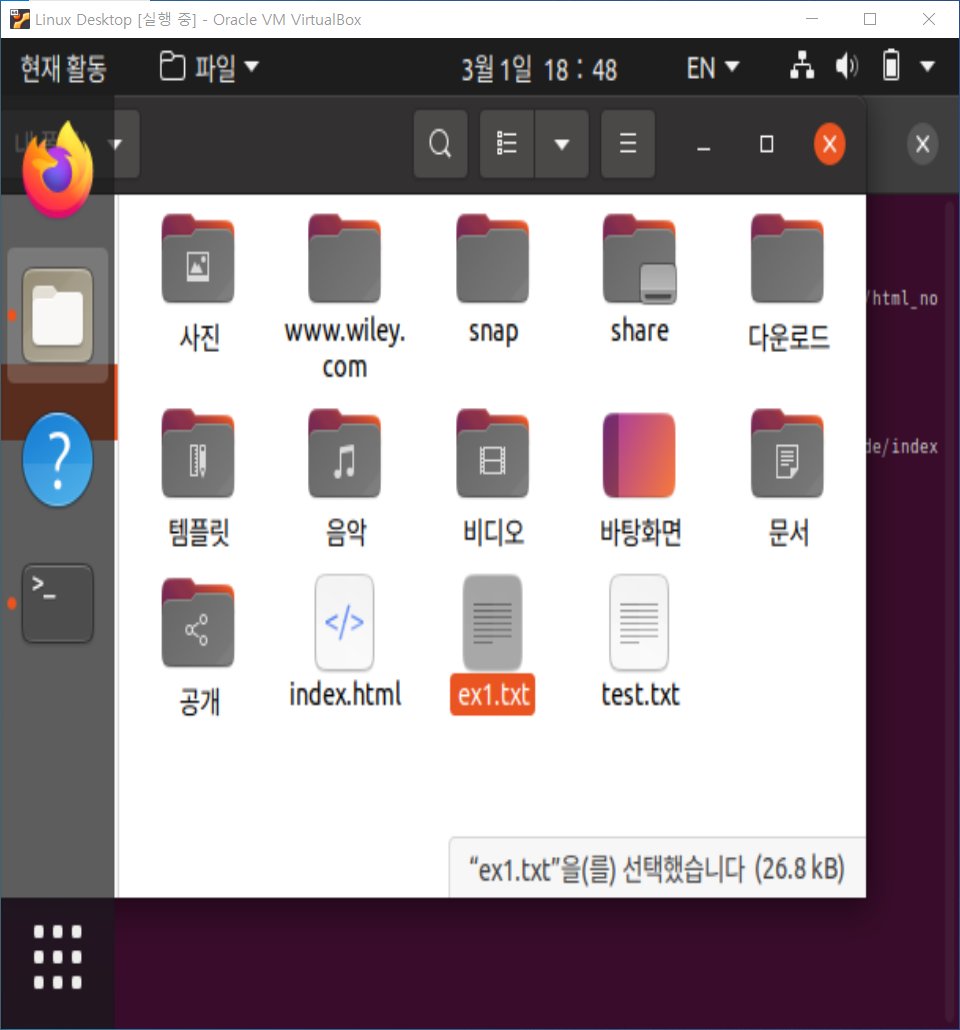 Linux Desktop [실행 중] - Oracle VM VirtualBox
현재 활동
파일
3월 1일 18 : 48
EN
/html_no
사진
www.wiley.
com
snap
share
다운로드
de/index
템플릿
음악
비디오
바탕화면
문서
공개
index.html
ex1.txt
test.txt
“ex1.txt”을(를) 선택했습니다 (26.8 kB)